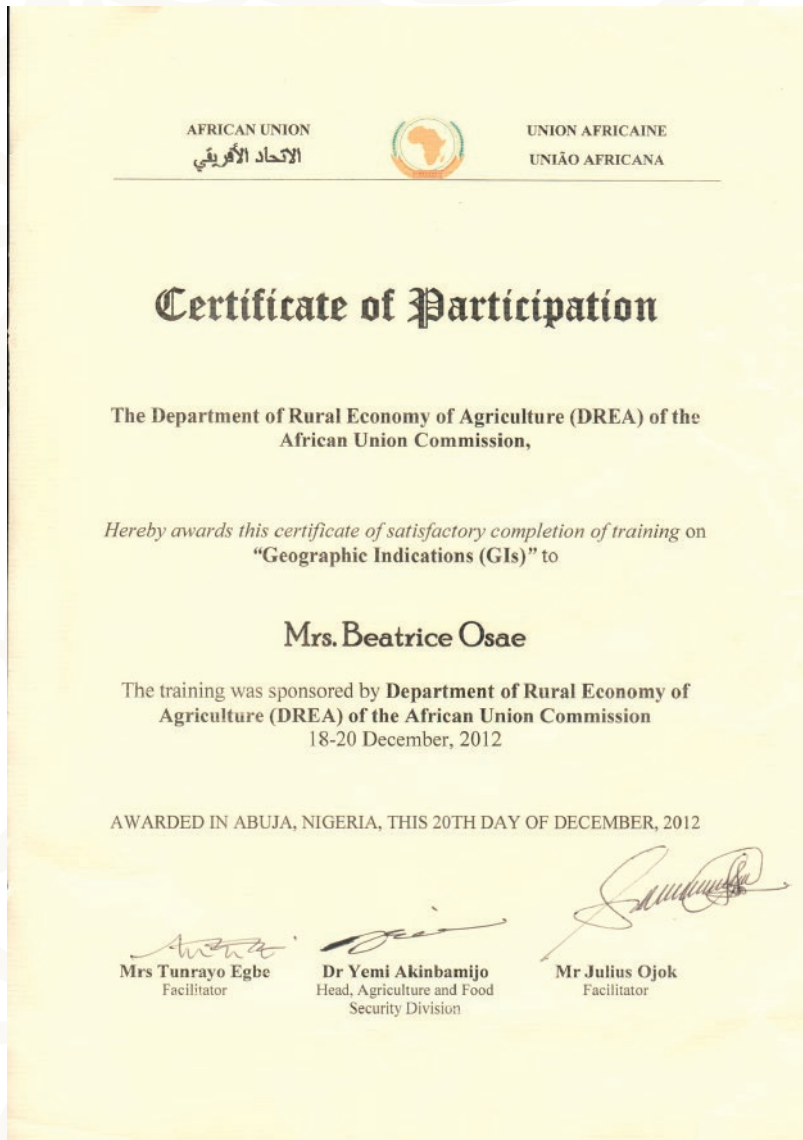 AFRICAN UNION
الاتحاد الأفريقي
UNION AFRICAINE
UNIÃO AFRICANA
Certificate of Participation
The Department of Rural Economy of Agriculture (DREA) of the
African Union Commission,
Hereby awards this certificate of satisfactory completion of training on
“Geographic Indications (GIs)” to
Mrs. Beatrice Osae
The training was sponsored by Department of Rural Economy of
Agriculture (DREA) of the African Union Commission
18-20 December, 2012
AWARDED IN ABUJA, NIGERIA, THIS 20TH DAY OF DECEMBER, 2012
Mrs Tunrayo Egbe
Facilitator
Dr Yemi Akinbamijo
Head, Agriculture and Food
Security Division
Mr Julius Ojok
Facilitator